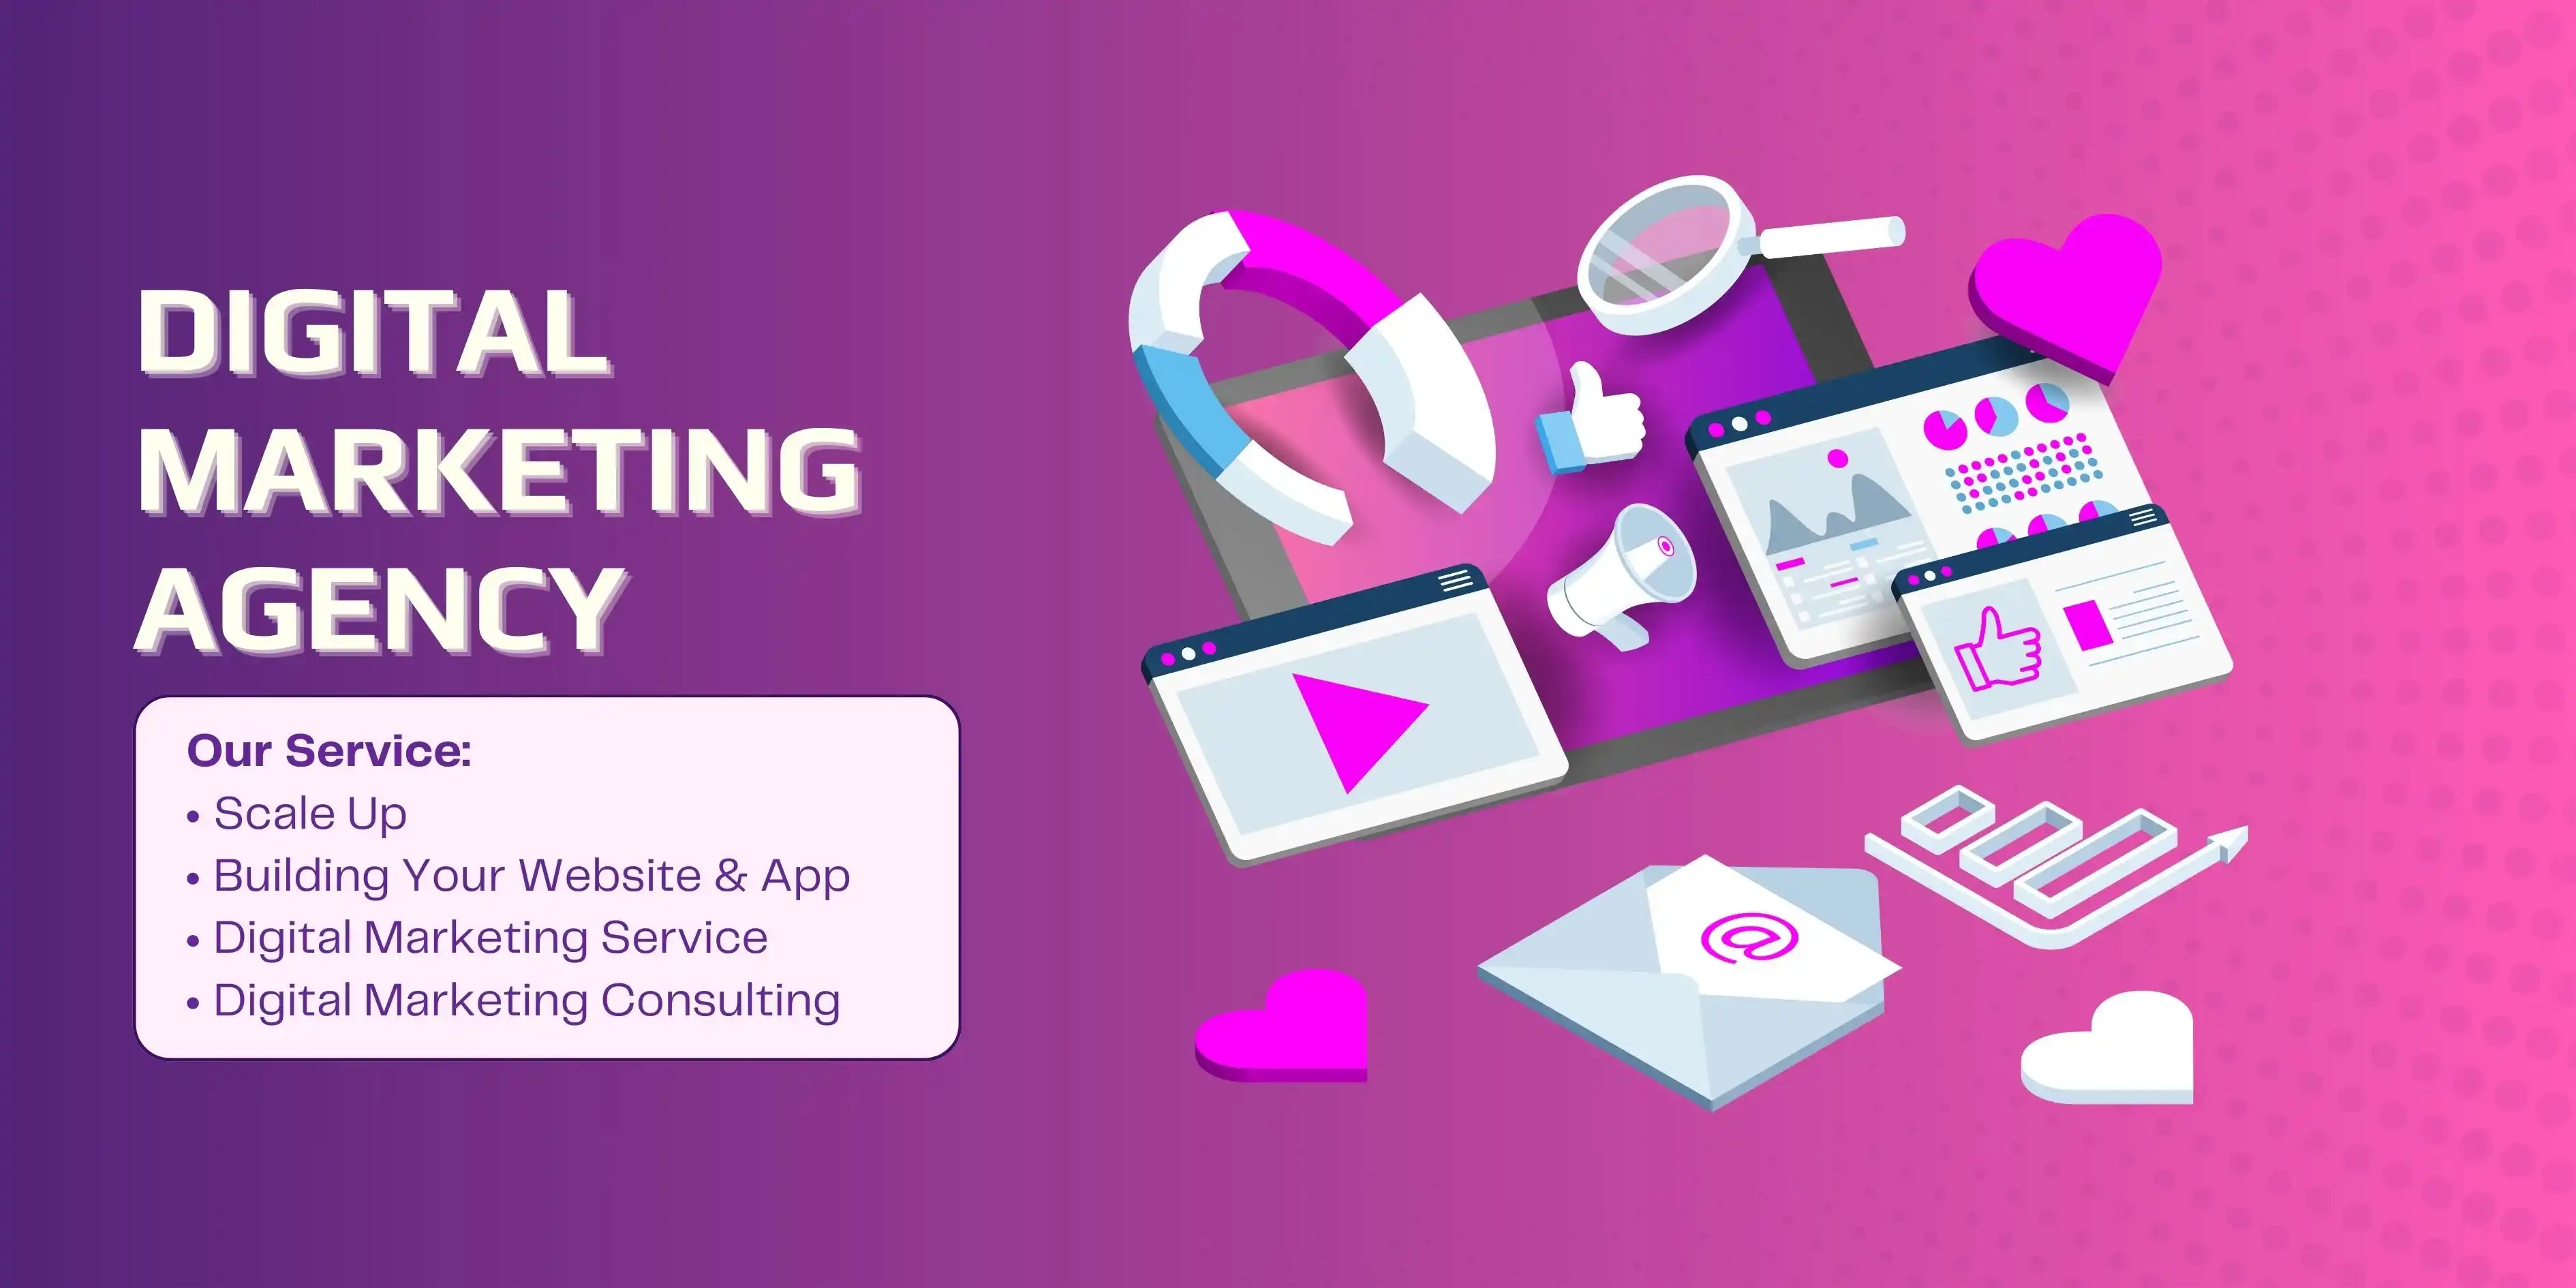 DIGITAL
MARKETING
AGENCY
Our Service:
• Scale Up
• Building Your Website & App
• Digital Marketing Service
• Digital Marketing Consulting
@